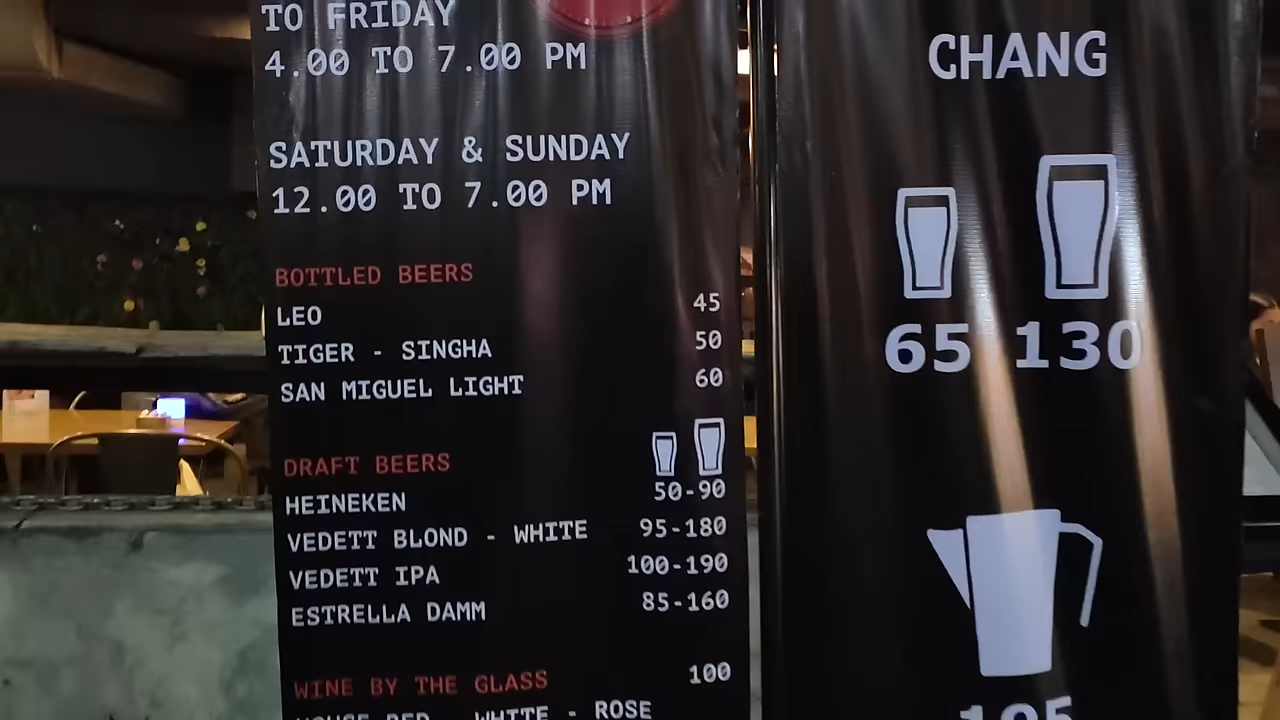 TO FRIDAY
4.00 TO 7.00 PM
SATURDAY & SUNDAY
12.00 TO 7.00 PM
BOTTLED BEERS
LEO 45
TIGER - SINGHA 50
SAN MIGUEL LIGHT 60
DRAFT BEERS
HEINEKEN 50-90
VEDETT BLOND - WHITE 95-180
VEDETT IPA 100-190
ESTRELLA DAMM 85-160
WINE BY THE GLASS 100
HOUSE RED - WHITE - ROSE
CHANG
65 130